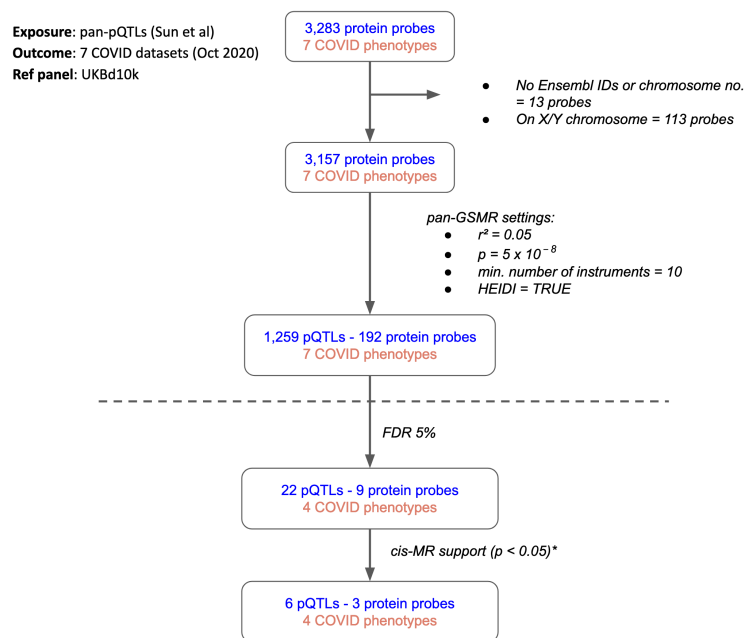 Exposure: pan-pQTLs (Sun et al)
Outcome: 7 COVID datasets (Oct 2020)
Ref panel: UKBd10k
3,283 protein probes
7 COVID phenotypes
● No Ensembl IDs or chromosome no.
= 13 probes
● On X/Y chromosome = 113 probes
3,157 protein probes
7 COVID phenotypes
pan-GSMR settings:
● r² = 0.05
● p = 5 x 10⁻⁸
● min. number of instruments = 10
● HEIDI = TRUE
1,259 pQTLs - 192 protein probes
7 COVID phenotypes
FDR 5%
22 pQTLs - 9 protein probes
4 COVID phenotypes
cis-MR support (p < 0.05)*
6 pQTLs - 3 protein probes
4 COVID phenotypes